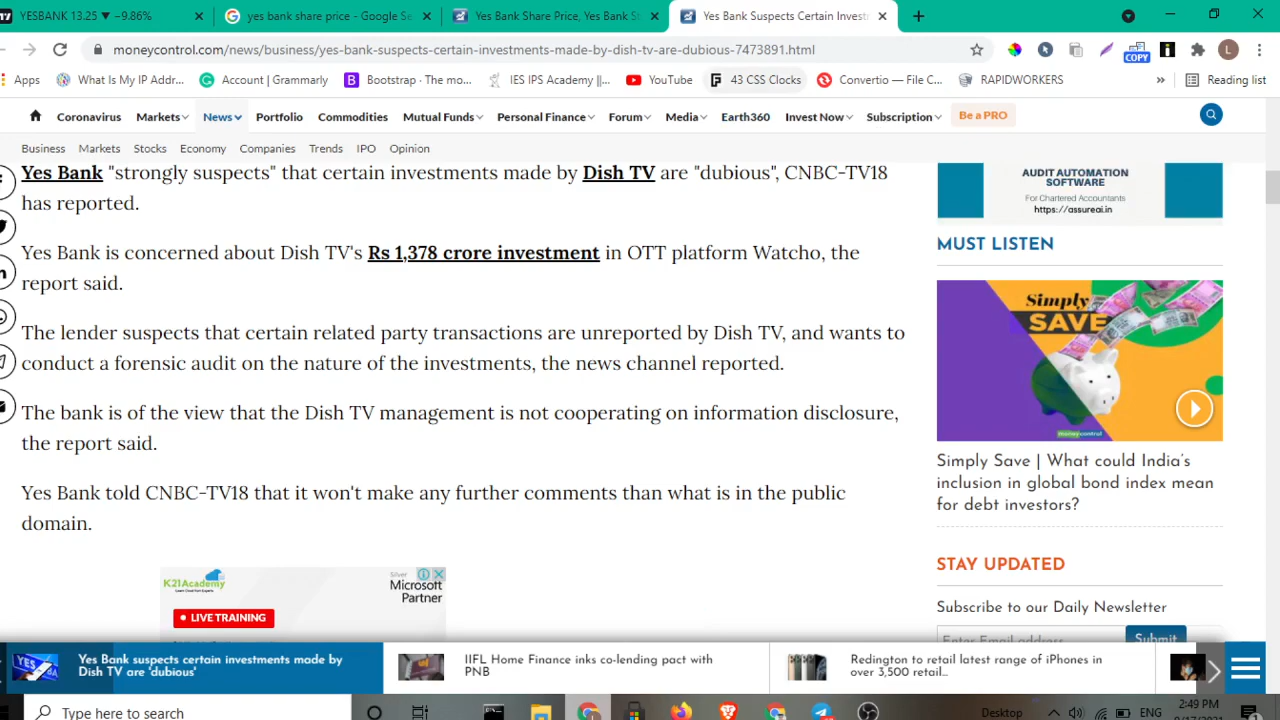 YESBANK 13.25 ▼ −9.86%
yes bank share price - Google Se
Yes Bank Share Price, Yes Bank St
Yes Bank Suspects Certain Invest
moneycontrol.com/news/business/yes-bank-suspects-certain-investments-made-by-dish-tv-are-dubious-7473891.html
COPY
L
Apps
What Is My IP Addr...
Account | Grammarly
Bootstrap · The mo...
IES IPS Academy ||...
YouTube
43 CSS Clocks
Convertio — File C...
RAPIDWORKERS
»
Reading list
Coronavirus
Markets
News
Portfolio
Commodities
Mutual Funds
Personal Finance
Forum
Media
Earth360
Invest Now
Subscription
Be a PRO
Business
Markets
Stocks
Economy
Companies
Trends
IPO
Opinion
Yes Bank "strongly suspects" that certain investments made by Dish TV are "dubious", CNBC-TV18
has reported.
Yes Bank is concerned about Dish TV's Rs 1,378 crore investment in OTT platform Watcho, the
report said.
The lender suspects that certain related party transactions are unreported by Dish TV, and wants to
conduct a forensic audit on the nature of the investments, the news channel reported.
The bank is of the view that the Dish TV management is not cooperating on information disclosure,
the report said.
Yes Bank told CNBC-TV18 that it won't make any further comments than what is in the public
domain.
K21Academy
Silver
Microsoft
Partner
LIVE TRAINING
AUDIT AUTOMATION
SOFTWARE
For Chartered Accountants
https://assureai.in
MUST LISTEN
Simply
SAVE
moneycontrol
Simply Save | What could India's
inclusion in global bond index mean
for debt investors?
STAY UPDATED
Subscribe to our Daily Newsletter
Enter Email address
Submit
YES
Yes Bank suspects certain investments made by
Dish TV are 'dubious'
IIFL Home Finance inks co-lending pact with
PNB
Redington to retail latest range of iPhones in
over 3,500 retail...
Type here to search
Desktop
ENG
2:49 PM
9/17/2021